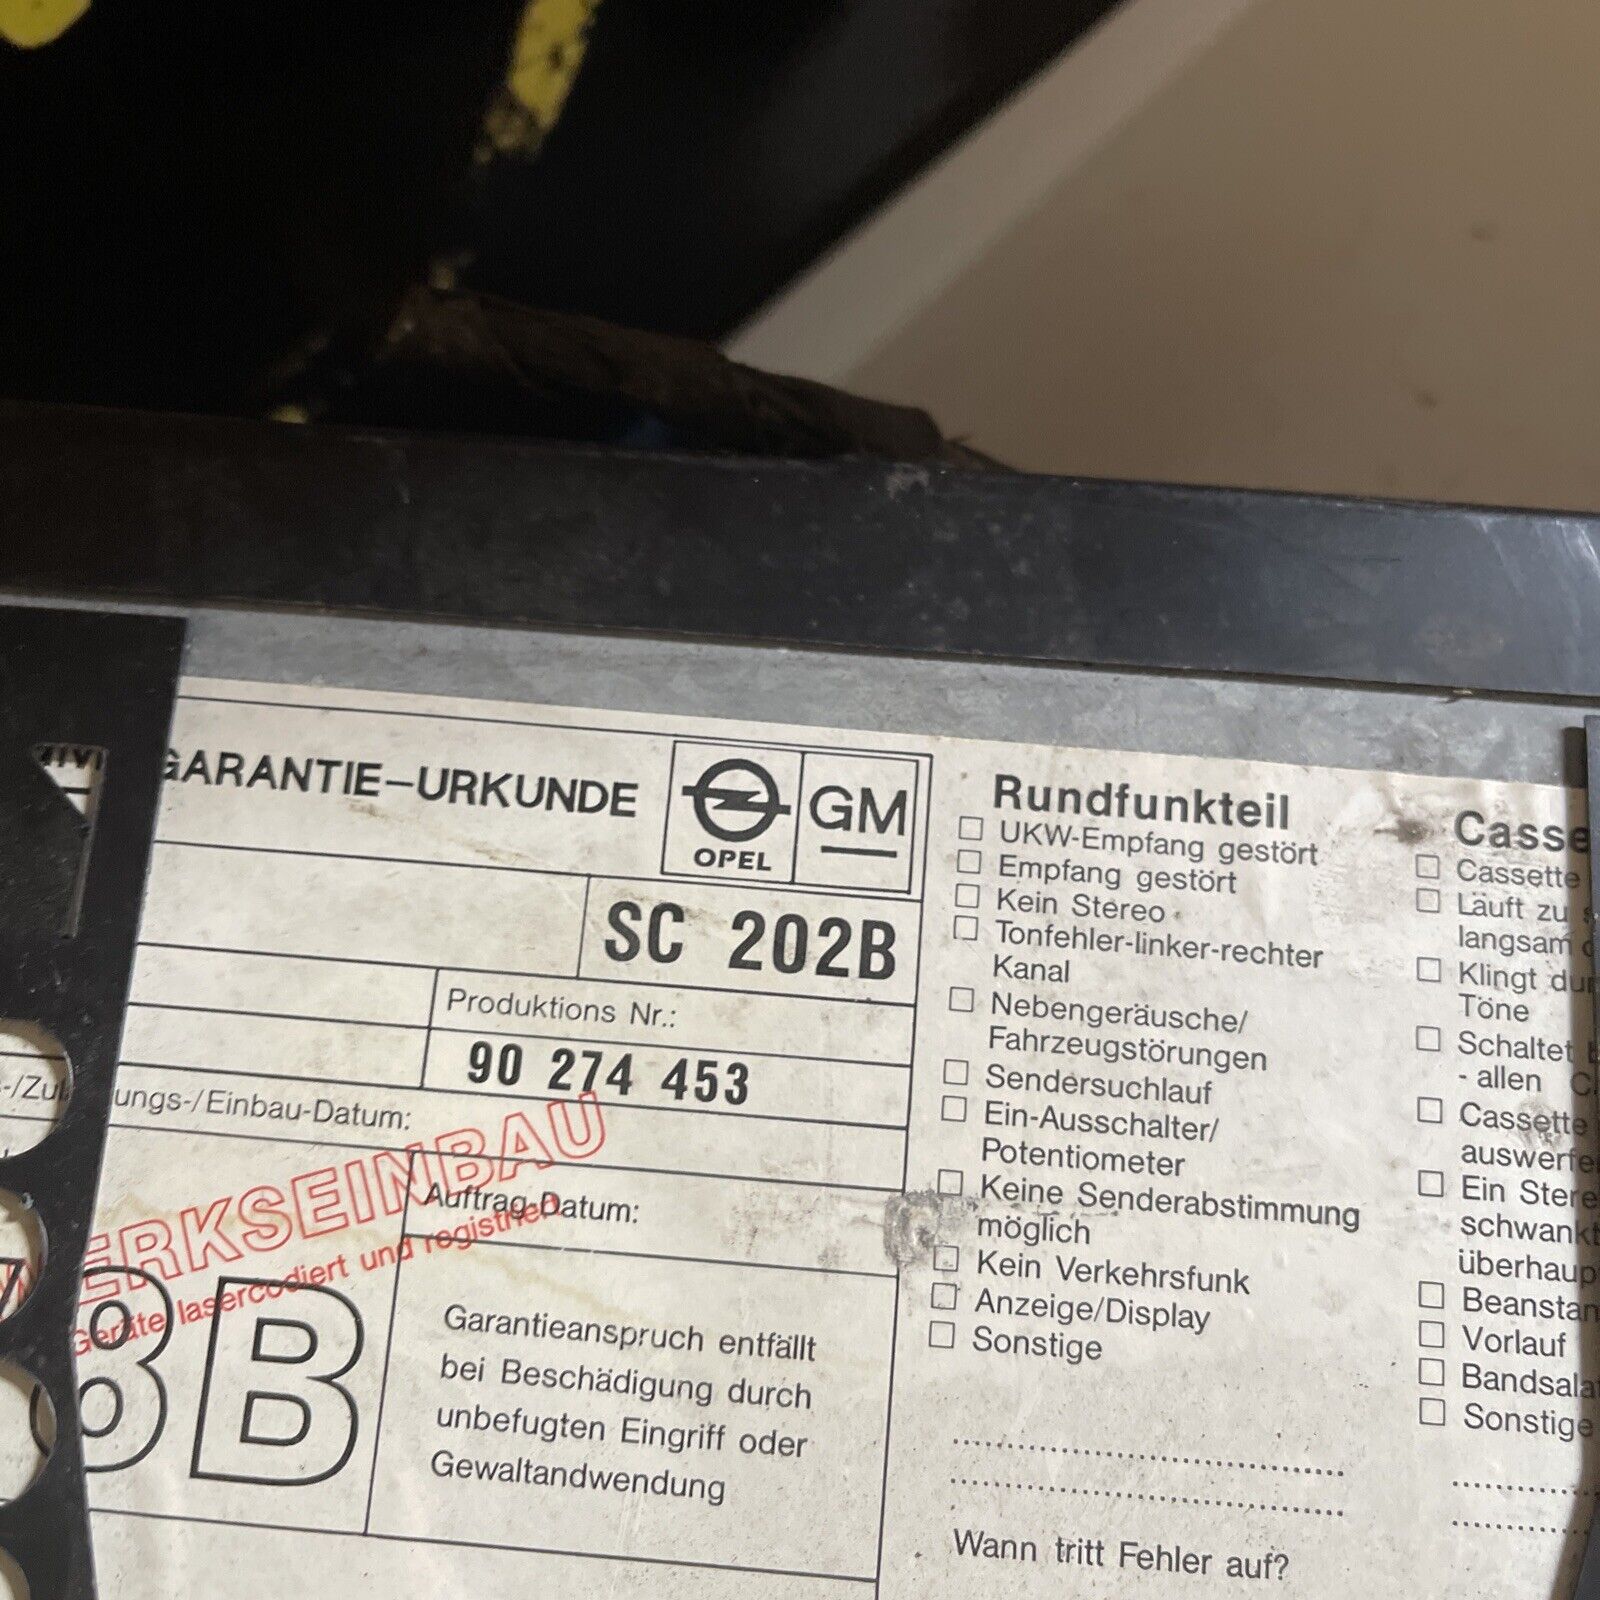 GARANTIE-URKUNDE
OPEL
GM
SC 202B
Produktions Nr.:
90 274 453
ungs-/Einbau-Datum:
WERKSEINBAU
Geräte lasercodiert und registriert
Auftrag-Datum:
8B
Garantieanspruch entfällt
bei Beschädigung durch
unbefugten Eingriff oder
Gewaltandwendung
Rundfunkteil
UKW-Empfang gestört
Empfang gestört
Kein Stereo
Tonfehler-linker-rechter
Kanal
Nebengeräusche/
Fahrzeugstörungen
Sendersuchlauf
Ein-Ausschalter/
Potentiometer
Keine Senderabstimmung
möglich
Kein Verkehrsfunk
Anzeige/Display
Sonstige
Wann tritt Fehler auf?
Casse
Cassette
Läuft zu
langsam
Klingt
Töne
Schaltet
- allen
Cassette
auswerfe
Ein Stere
schwankt
überhaup
Beanstan
Vorlauf
Bandsala
Sonstige